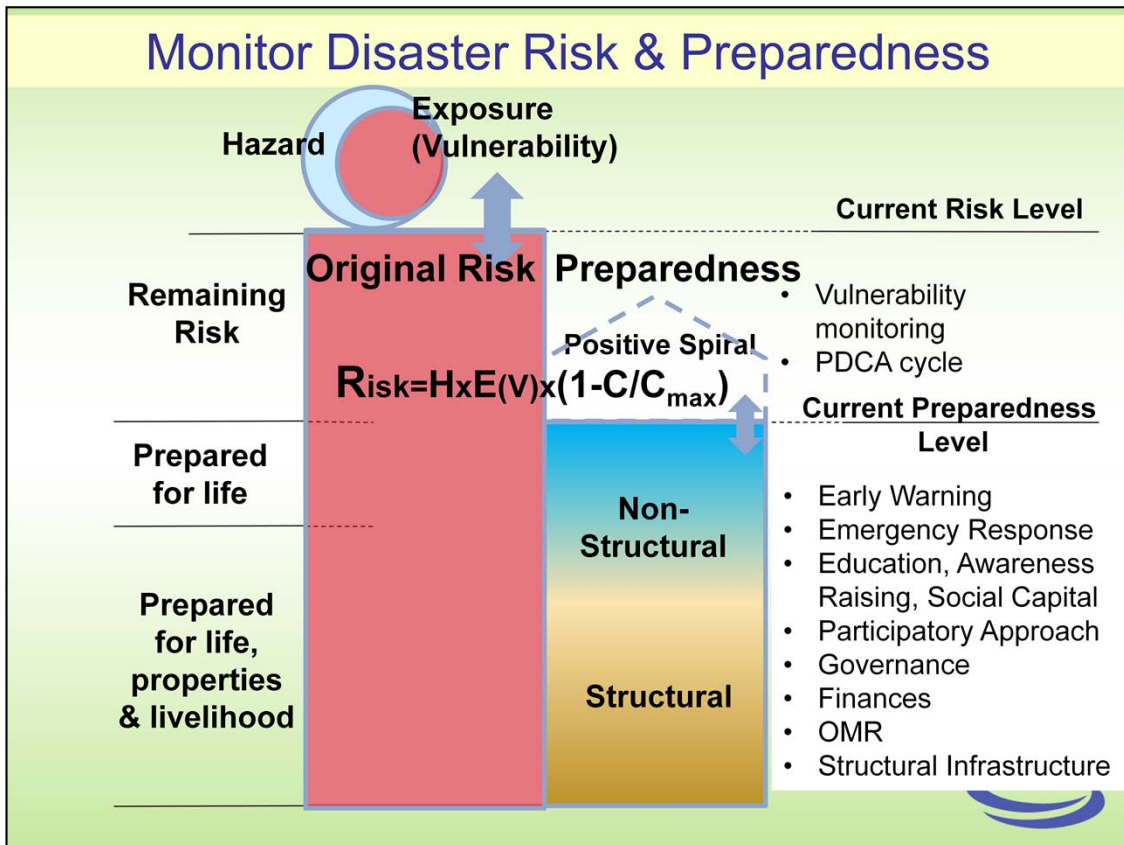 Monitor Disaster Risk & Preparedness
Hazard
Exposure
(Vulnerability)
Current Risk Level
Original Risk
Preparedness
Remaining
Risk
• Vulnerability
monitoring
• PDCA cycle
Positive Spiral
Risk=HxE(V)x(1-C/Cmax)
Current Preparedness
Level
Prepared
for life
Non-
Structural
• Early Warning
• Emergency Response
• Education, Awareness
Raising, Social Capital
• Participatory Approach
• Governance
• Finances
• OMR
• Structural Infrastructure
Prepared
for life,
properties
& livelihood
Structural